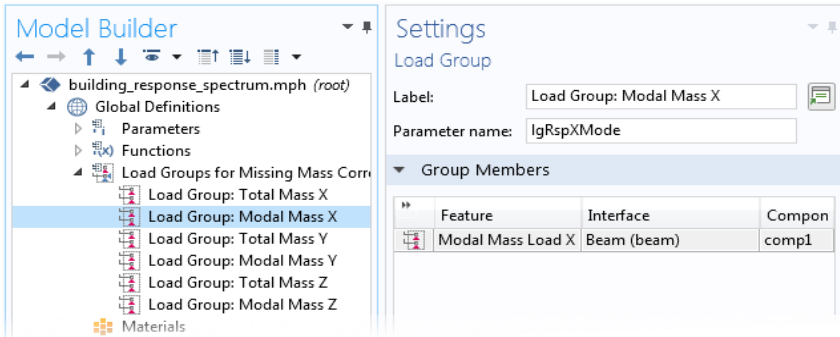 Model Builder
building_response_spectrum.mph (root)
Global Definitions
Parameters
Functions
Load Groups for Missing Mass Corre
Load Group: Total Mass X
Load Group: Modal Mass X
Load Group: Total Mass Y
Load Group: Modal Mass Y
Load Group: Total Mass Z
Load Group: Modal Mass Z
Materials
Settings
Load Group
Label: Load Group: Modal Mass X
Parameter name: lgRspXMode
Group Members
Feature Interface Compon
Modal Mass Load X Beam (beam) comp1